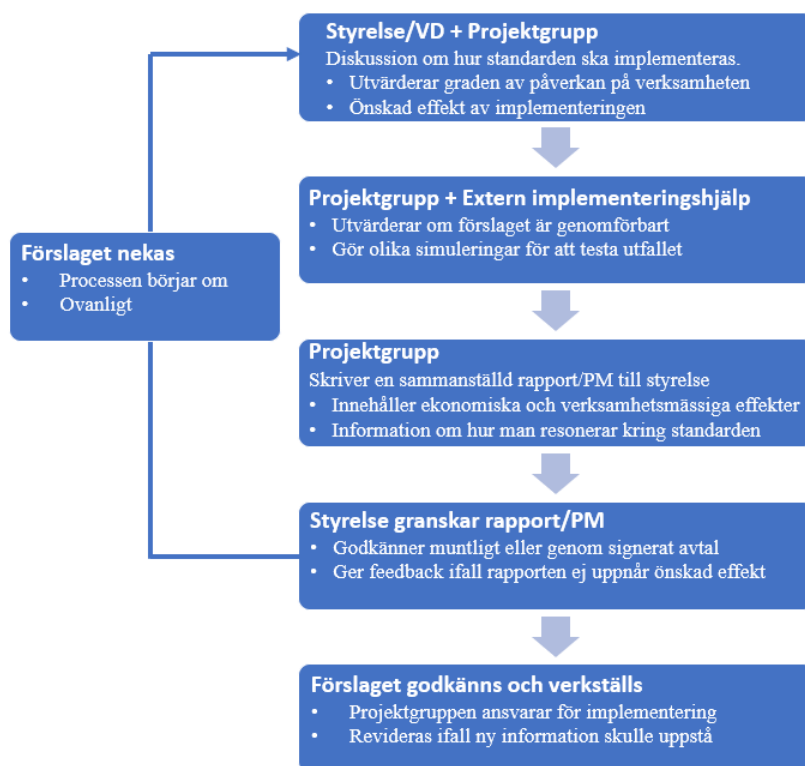 Styrelse/VD + Projektgrupp
Diskussion om hur standarden ska implementeras.
• Utvärderar graden av påverkan på verksamheten
• Önskad effekt av implementeringen
Projektgrupp + Extern implementeringshjälp
• Utvärderar om förslaget är genomförbart
• Gör olika simuleringar för att testa utfallet
Förslaget nekas
• Processen börjar om
• Ovanligt
Projektgrupp
Skriver en sammanställd rapport/PM till styrelse
• Innehåller ekonomiska och verksamhetsmässiga effekter
• Information om hur man resonerar kring standarden
Styrelse granskar rapport/PM
• Godkänner muntligt eller genom signerat avtal
• Ger feedback ifall rapporten ej uppnår önskad effekt
Förslaget godkänns och verkställs
• Projektgruppen ansvarar för implementering
• Revideras ifall ny information skulle uppstå